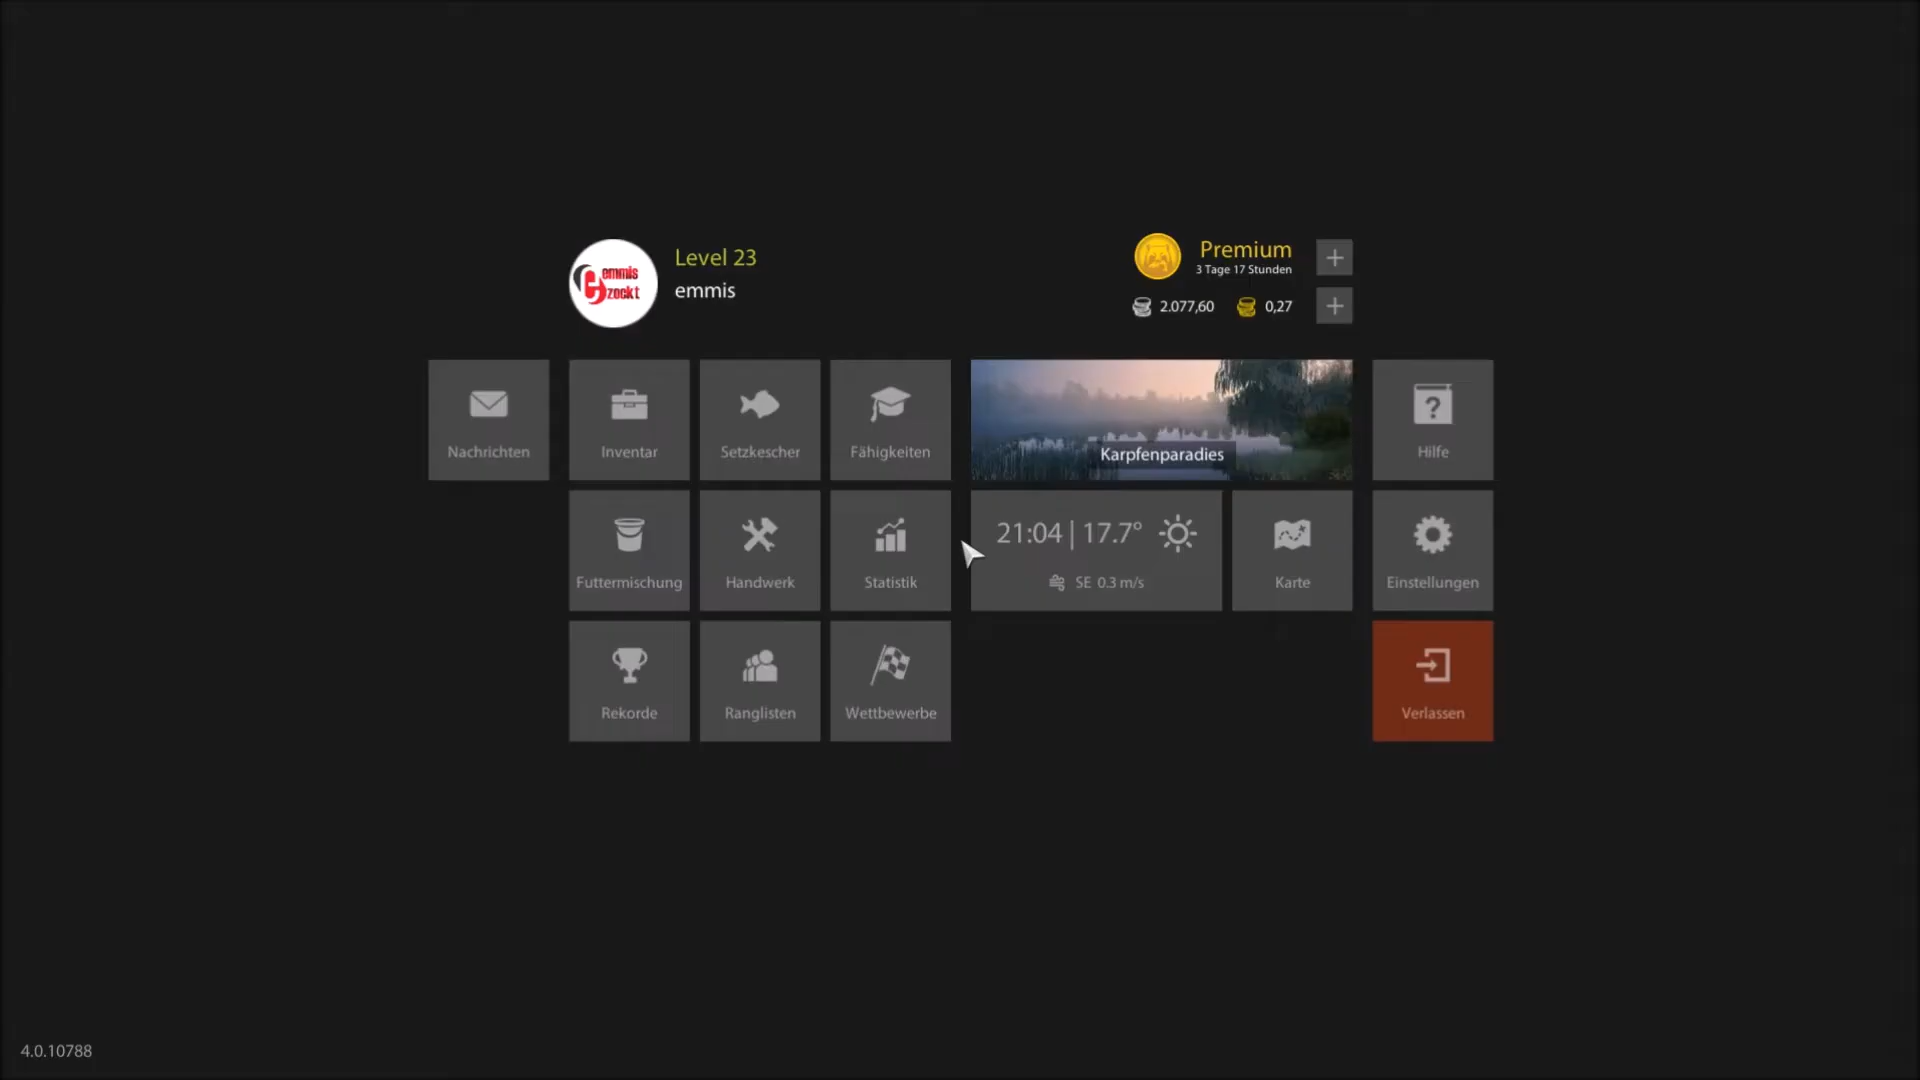 emmis
zockt
Level 23
emmis
Premium
3 Tage 17 Stunden
2.077,60
0,27
Nachrichten
Inventar
Setzkescher
Fähigkeiten
Karpfenparadies
Hilfe
Futtermischung
Handwerk
Statistik
21:04 | 17.7°
SE 0.3 m/s
Karte
Einstellungen
Rekorde
Ranglisten
Wettbewerbe
Verlassen
4.0.10788